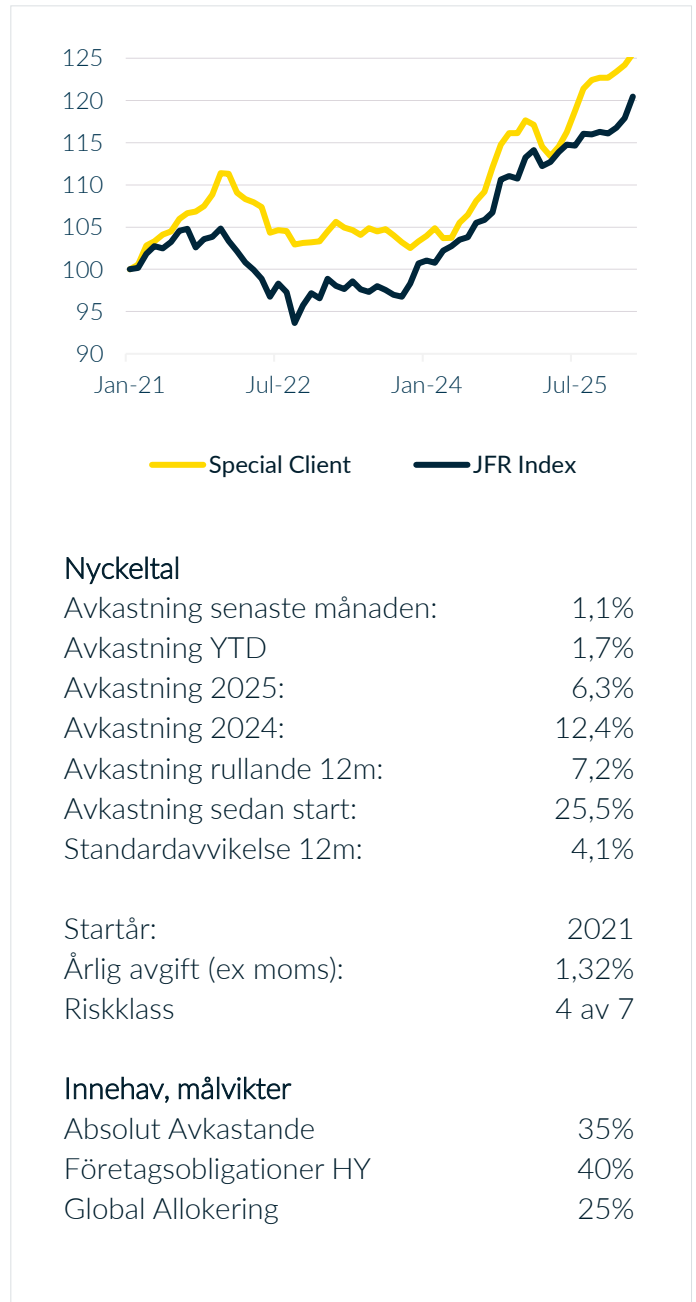 125
120
115
110
105
100
95
90
Jan-21 Jul-22 Jan-24 Jul-25
Special Client JFR Index
Nyckeltal
Avkastning senaste månaden: 1,1%
Avkastning YTD 1,7%
Avkastning 2025: 6,3%
Avkastning 2024: 12,4%
Avkastning rullande 12m: 7,2%
Avkastning sedan start: 25,5%
Standardavvikelse 12m: 4,1%
Startår: 2021
Årlig avgift (ex moms): 1,32%
Riskklass 4 av 7
Innehav, målvikter
Absolut Avkastande 35%
Företagsobligationer HY 40%
Global Allokering 25%